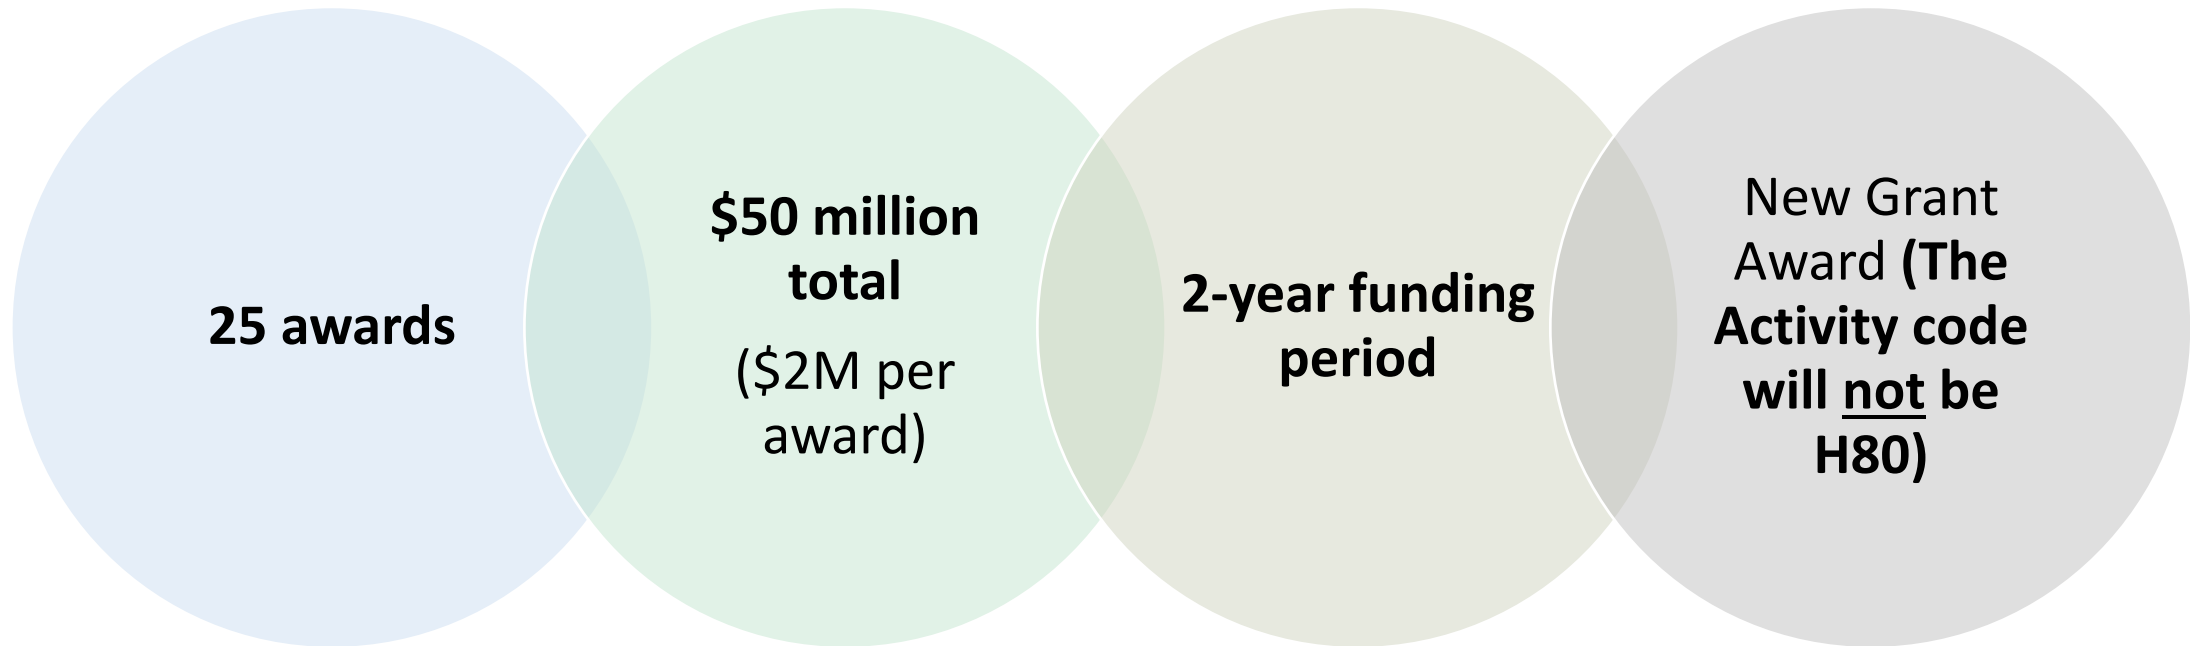 25 awards
$50 million
total
($2M per
award)
2-year funding
period
New Grant
Award (The
Activity code
will not be
H80)